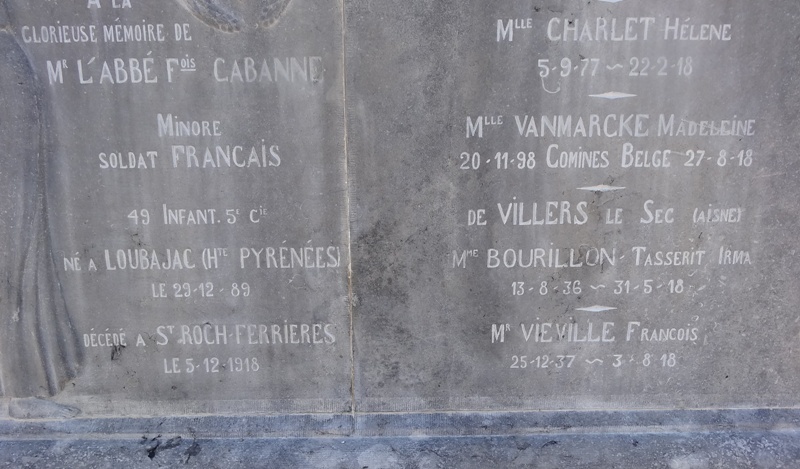 A LA
GLORIEUSE MÉMOIRE DE
MR L'ABBÉ Fois CABANNE
MINORE
SOLDAT FRANCAIS
49 INFANT. 5e Cie
NÉ A LOUBAJAC (Hte PYRÉNÉES)
LE 29-12-89
DÉCÉDÉ A ST ROCH-FERRIERES
LE 5-12-1918
MLLE CHARLET HÉLENE
5-9-77 ~ 22-2-18
MLLE VANMARCKE MADELEINE
20-11-98 COMINES BELGE 27-8-18
DE VILLERS LE SEC (AISNE)
MME BOURILLON-TASSERIT IRMA
13-8-36 ~ 31-5-18
MR VIEVILLE FRANCOIS
25-12-37 ~ 3-8-18